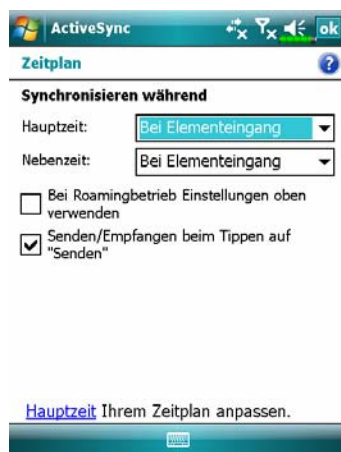 ActiveSync
ok
Zeitplan
?
Synchronisieren während
Hauptzeit: Bei Elementeingang
Nebenzeit: Bei Elementeingang
Bei Roamingbetrieb Einstellungen oben
verwenden
Senden/Empfangen beim Tippen auf
"Senden"
Hauptzeit Ihrem Zeitplan anpassen.